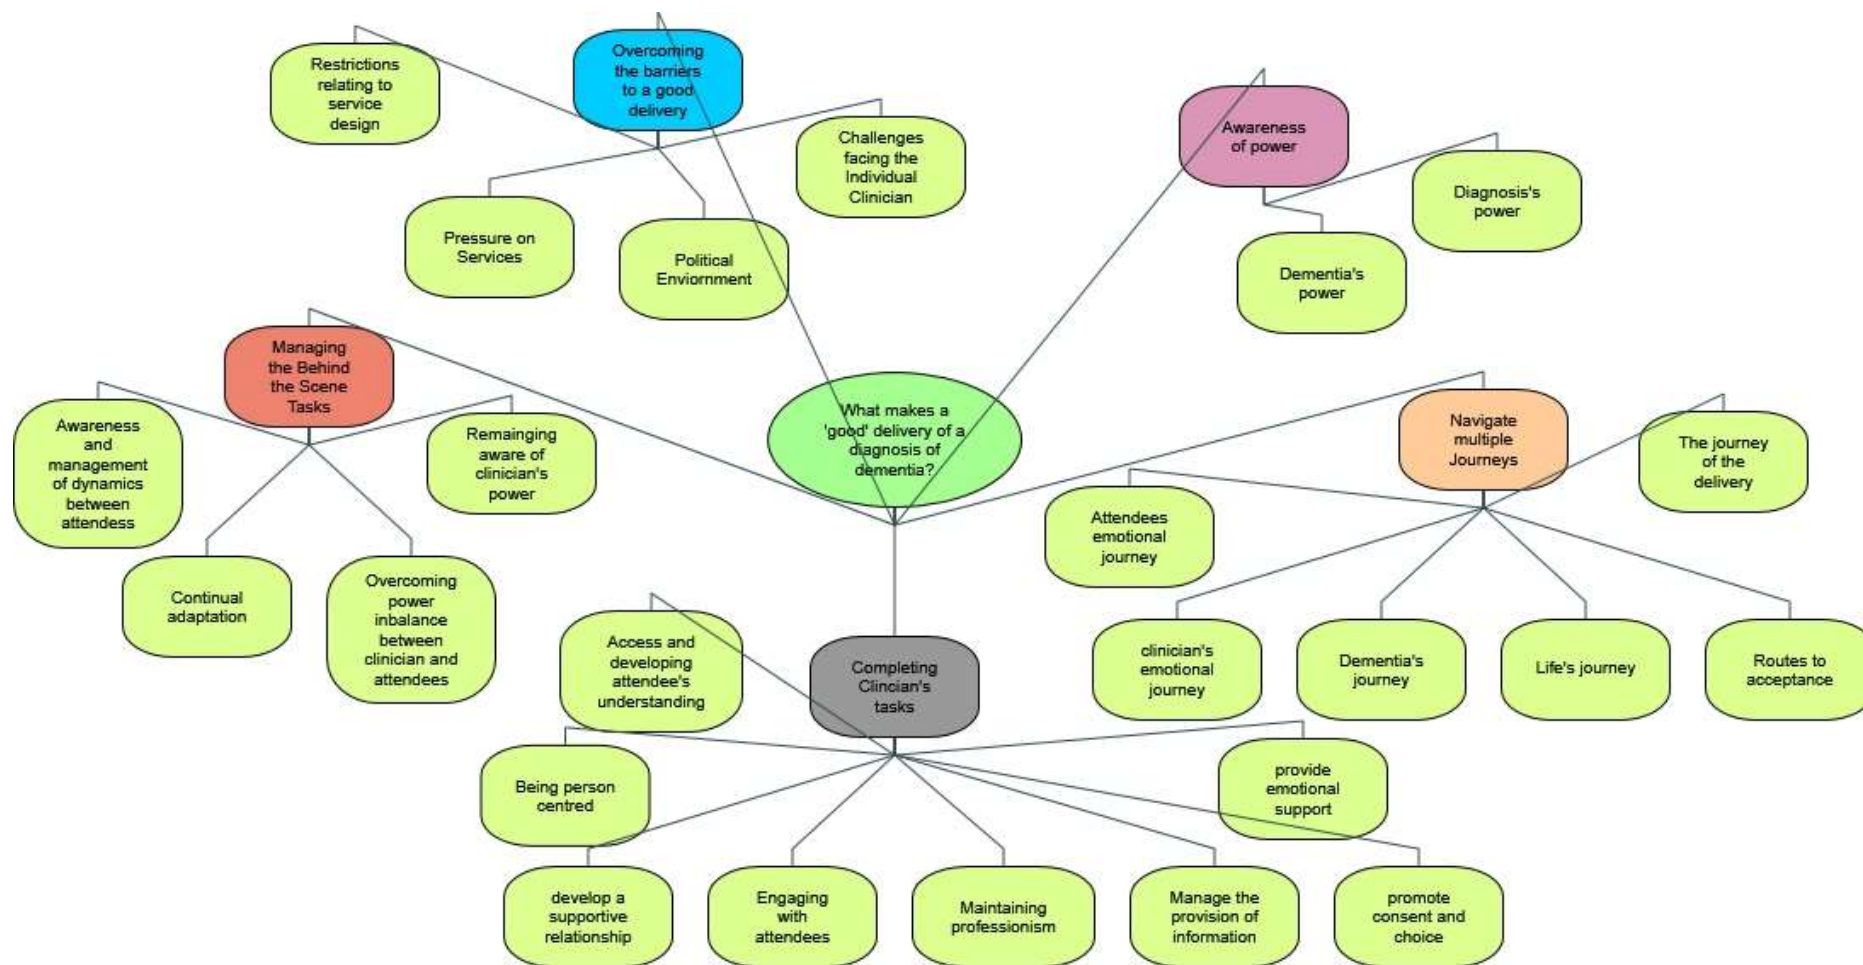 Restrictions
relating to
service
design
Overcoming
the barriers
to a good
delivery
Challenges
facing the
Individual
Clinician
Pressure on
Services
Political
Enviornment
Awareness
of power
Diagnosis's
power
Dementia's
power
Managing
the Behind
the Scene
Tasks
Awareness
and
management
of dynamics
between
attendess
Remainging
aware of
clinician's
power
Continual
adaptation
Overcoming
power
inbalance
between
clinician and
attendees
What makes a
'good' delivery of a
diagnosis of
dementia?
Navigate
multiple
Journeys
The journey
of the
delivery
Attendees
emotional
journey
clinician's
emotional
journey
Dementia's
journey
Life's journey
Routes to
acceptance
Access and
developing
attendee's
understanding
Completing
Clincian's
tasks
Being person
centred
provide
emotional
support
develop a
supportive
relationship
Engaging
with
attendees
Maintaining
professionism
Manage the
provision of
information
promote
consent and
choice